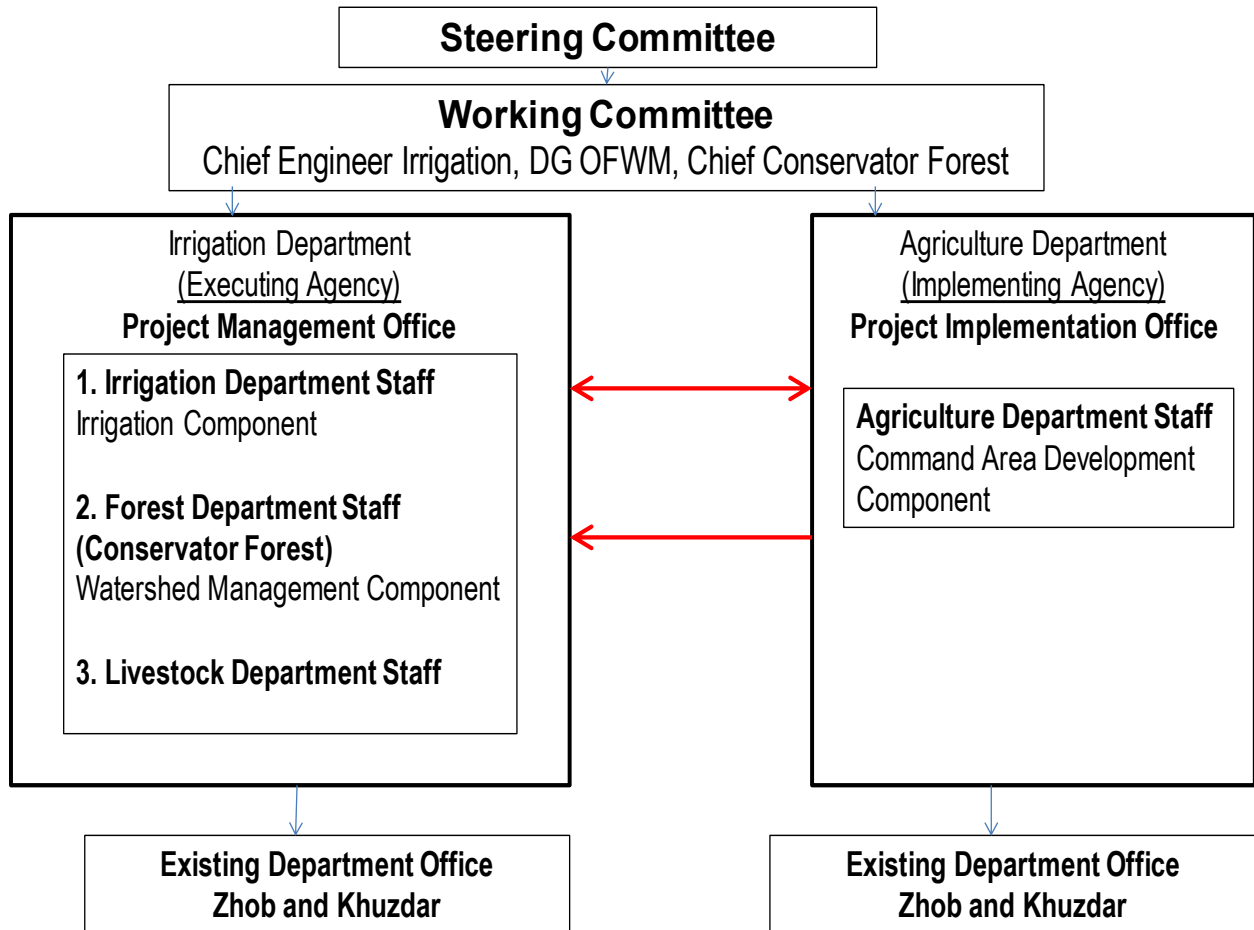 Steering Committee
Working Committee
Chief Engineer Irrigation, DG OFWM, Chief Conservator Forest
Irrigation Department
(Executing Agency)
Project Management Office
1. Irrigation Department Staff
Irrigation Component
2. Forest Department Staff
(Conservator Forest)
Watershed Management Component
3. Livestock Department Staff
Agriculture Department
(Implementing Agency)
Project Implementation Office
Agriculture Department Staff
Command Area Development
Component
Existing Department Office
Zhob and Khuzdar
Existing Department Office
Zhob and Khuzdar